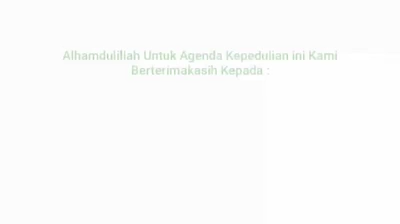 Alhamdulillah Untuk Agenda Kepedulian ini Kami
Berterimakasih Kepada :